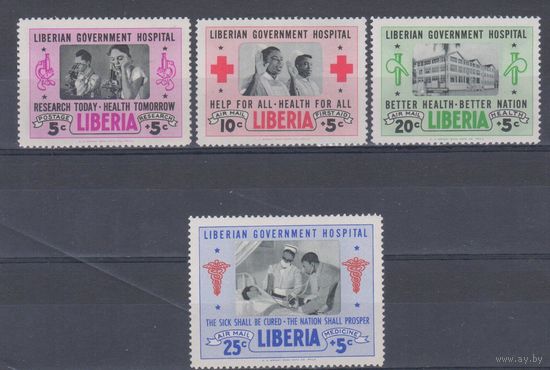 LIBERIAN GOVERNMENT HOSPITAL
RESEARCH TODAY · HEALTH TOMORROW
POSTAGE RESEARCH
5c LIBERIA +5c
LIBERIAN GOVERNMENT HOSPITAL
HELP FOR ALL · HEALTH FOR ALL
AIR MAIL FIRST AID
10c LIBERIA +5c
LIBERIAN GOVERNMENT HOSPITAL
BETTER HEALTH · BETTER NATION
AIR MAIL HEALTH
20c LIBERIA +5c
LIBERIAN GOVERNMENT HOSPITAL
THE SICK SHALL BE CURED · THE NATION SHALL PROSPER
AIR MAIL MEDICINE
25c LIBERIA +5c
www.ay.by